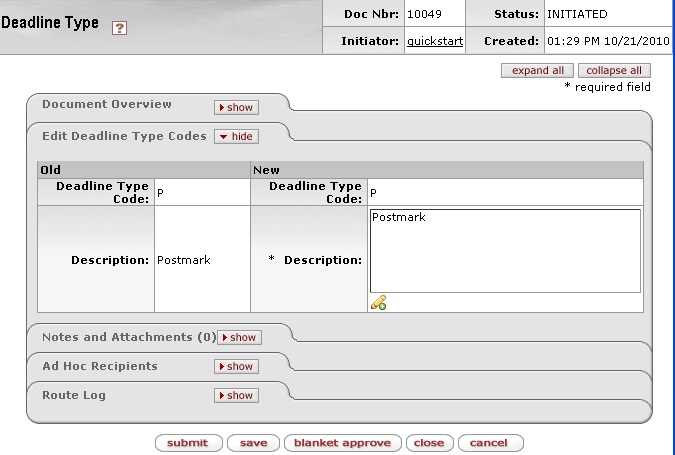 Deadline Type ?
Doc Nbr: 10049 Status: INITIATED
Initiator: quickstart Created: 01:29 PM 10/21/2010
expand all collapse all
* required field
Document Overview show
Edit Deadline Type Codes hide
Old New
Deadline Type Code: P Deadline Type Code: P
Description: Postmark * Description: Postmark
Notes and Attachments (0) show
Ad Hoc Recipients show
Route Log show
submit save blanket approve close cancel